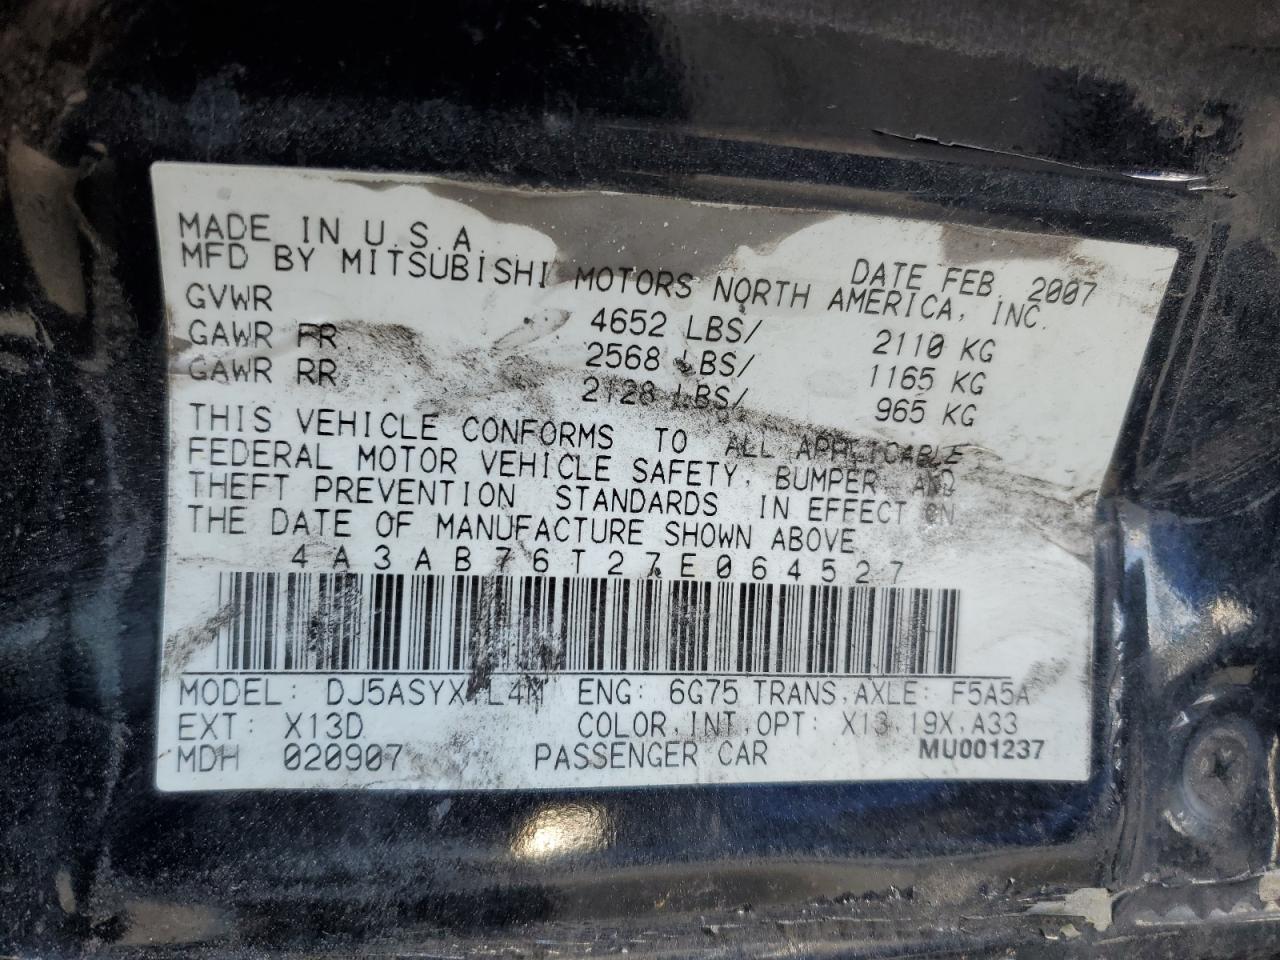 MADE IN U.S.A. DATE FEB, 2007
MFD BY MITSUBISHI MOTORS NORTH AMERICA, INC.
GVWR 4652 LBS/ 2110 KG
GAWR FR 2568 LBS/ 1165 KG
GAWR RR 2128 LBS/ 965 KG
THIS VEHICLE CONFORMS TO ALL APPLICABLE
FEDERAL MOTOR VEHICLE SAFETY, BUMPER AND
THEFT PREVENTION STANDARDS IN EFFECT ON
THE DATE OF MANUFACTURE SHOWN ABOVE.
4A3AB76T27E064527
MODEL: DJ5ASYX4L4N ENG: 6G75 TRANS,AXLE: F5A5A
EXT: X13D COLOR,INT,OPT: X13,19X,A33
MDH 020907 PASSENGER CAR MU001237